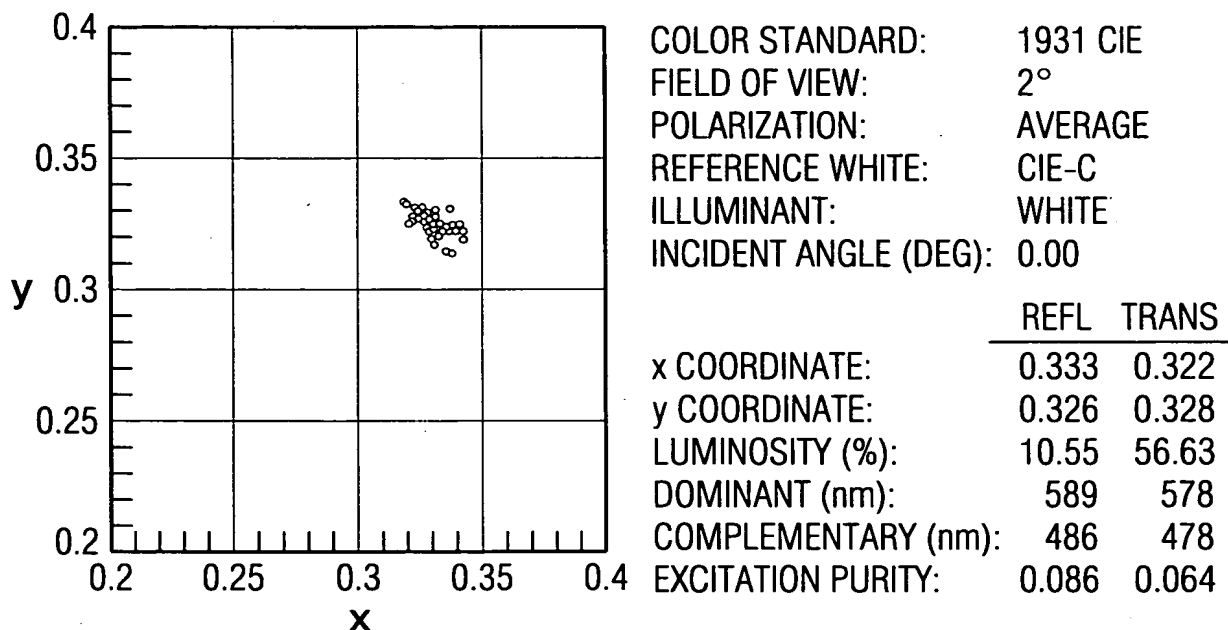 0.4
0.35
y 0.3
0.25
0.2
0.2 0.25 0.3 0.35 0.4
x
COLOR STANDARD: 1931 CIE
FIELD OF VIEW: 2°
POLARIZATION: AVERAGE
REFERENCE WHITE: CIE-C
ILLUMINANT: WHITE
INCIDENT ANGLE (DEG): 0.00
REFL TRANS
x COORDINATE: 0.333 0.322
y COORDINATE: 0.326 0.328
LUMINOSITY (%): 10.55 56.63
DOMINANT (nm): 589 578
COMPLEMENTARY (nm): 486 478
EXCITATION PURITY: 0.086 0.064